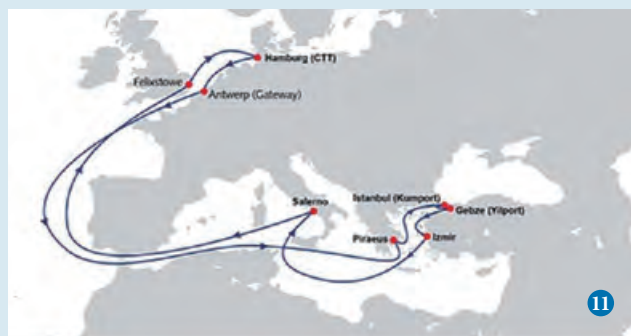 Hamburg (CTT)
Felixstowe
Antwerp (Gateway)
Istanbul (Kumport)
Salerno
Gebze (Yilport)
Piraeus
Izmir
11